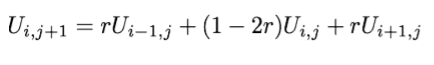 U_{i,j+1} = rU_{i-1,j} + (1 - 2r)U_{i,j} + rU_{i+1,j}